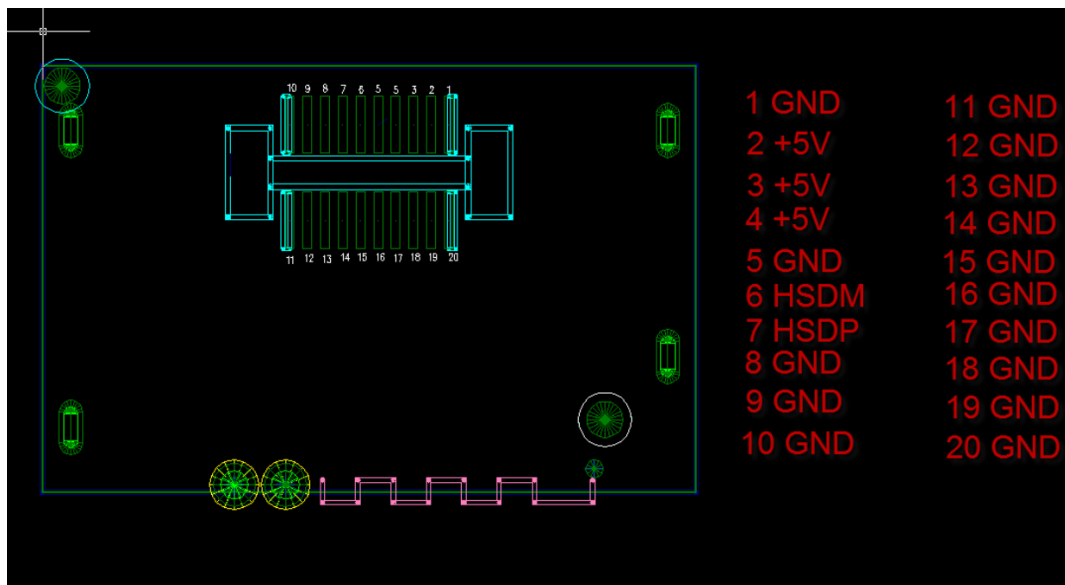 10 9 8 7 6 5 5 3 2 1
11 12 13 14 15 16 17 18 19 20
1 GND
2 +5V
3 +5V
4 +5V
5 GND
6 HSDM
7 HSDP
8 GND
9 GND
10 GND
11 GND
12 GND
13 GND
14 GND
15 GND
16 GND
17 GND
18 GND
19 GND
20 GND